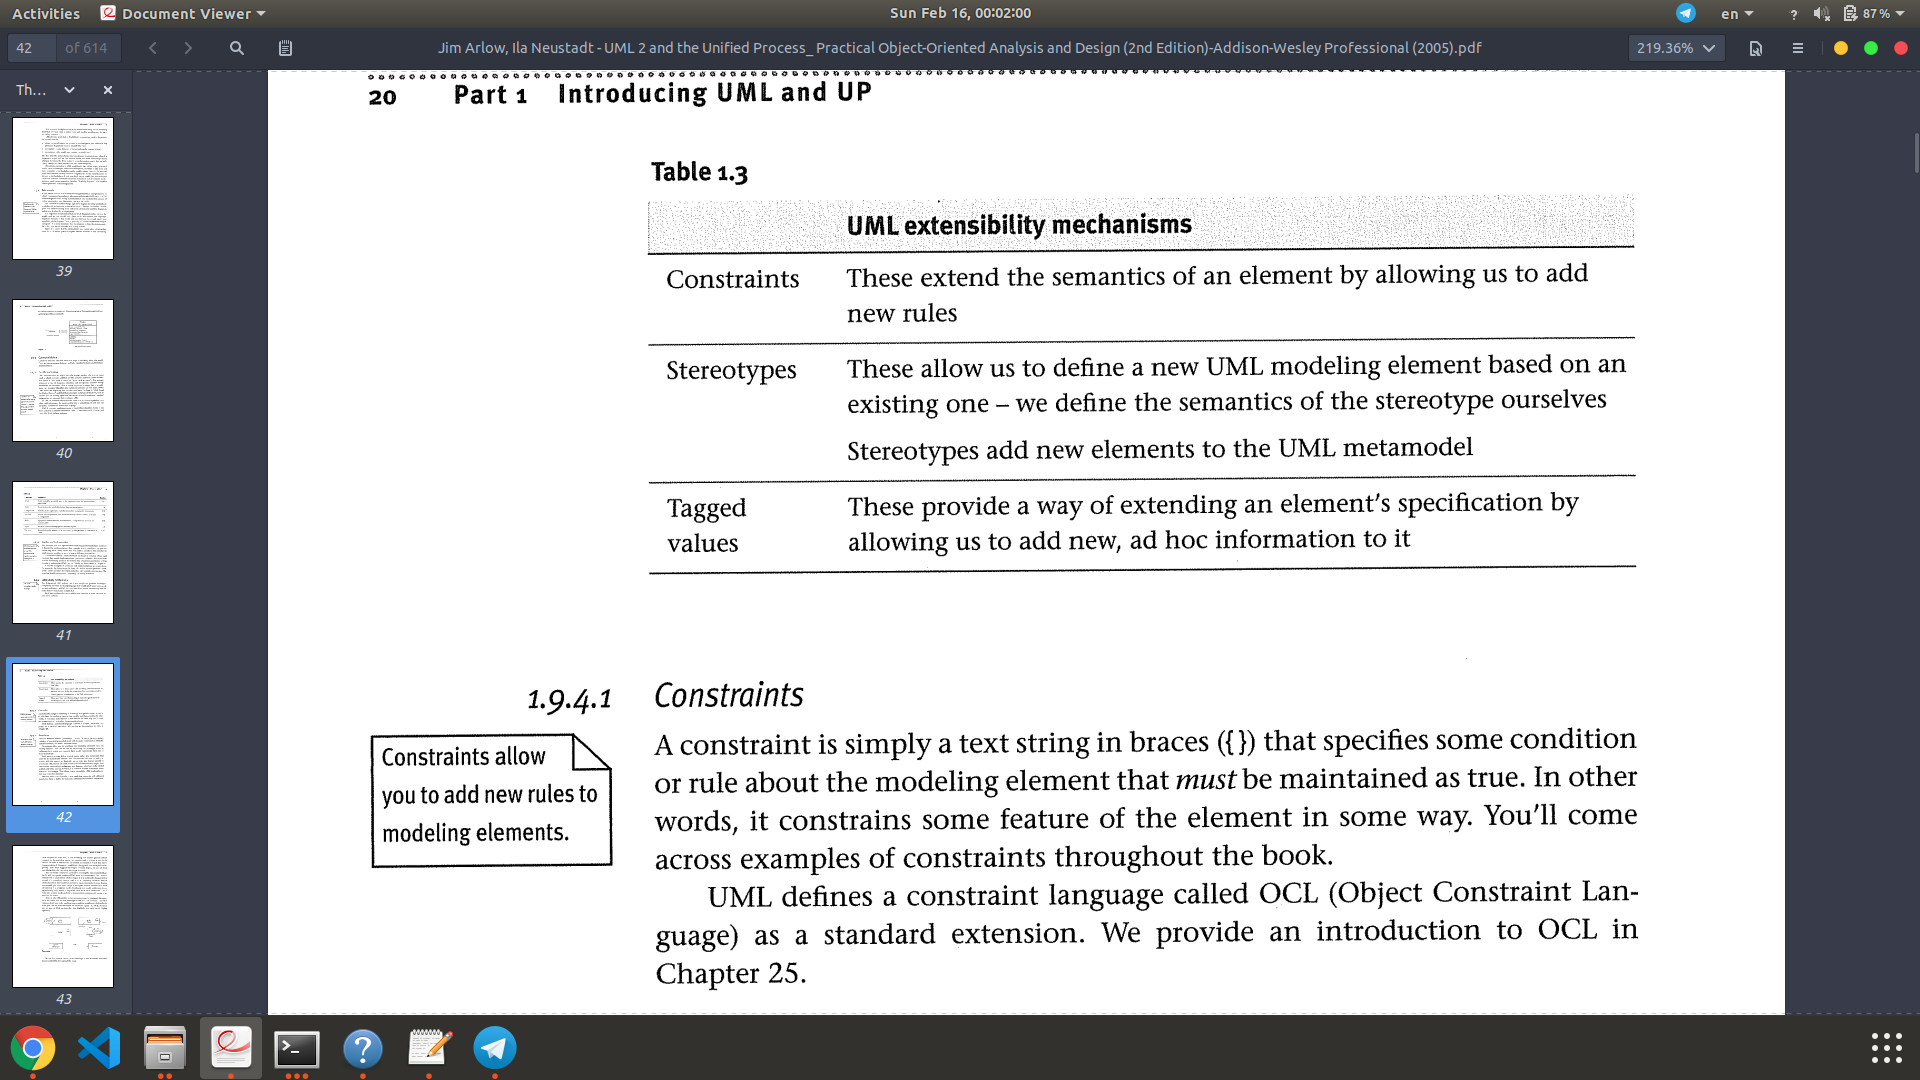 Activities
Document Viewer
Sun Feb 16, 00:02:00
en
?
87 %
42
of 614
Jim Arlow, Ila Neustadt - UML 2 and the Unified Process_ Practical Object-Oriented Analysis and Design (2nd Edition)-Addison-Wesley Professional (2005).pdf
219.36%
Th...
39
40
41
42
43
20 Part 1 Introducing UML and UP
Table 1.3
UML extensibility mechanisms
Constraints These extend the semantics of an element by allowing us to add
new rules
Stereotypes These allow us to define a new UML modeling element based on an
existing one – we define the semantics of the stereotype ourselves
Stereotypes add new elements to the UML metamodel
Tagged These provide a way of extending an element's specification by
values allowing us to add new, ad hoc information to it
1.9.4.1 Constraints
Constraints allow
you to add new rules to
modeling elements.
A constraint is simply a text string in braces ({ }) that specifies some condition
or rule about the modeling element that must be maintained as true. In other
words, it constrains some feature of the element in some way. You'll come
across examples of constraints throughout the book.
UML defines a constraint language called OCL (Object Constraint Lan-
guage) as a standard extension. We provide an introduction to OCL in
Chapter 25.